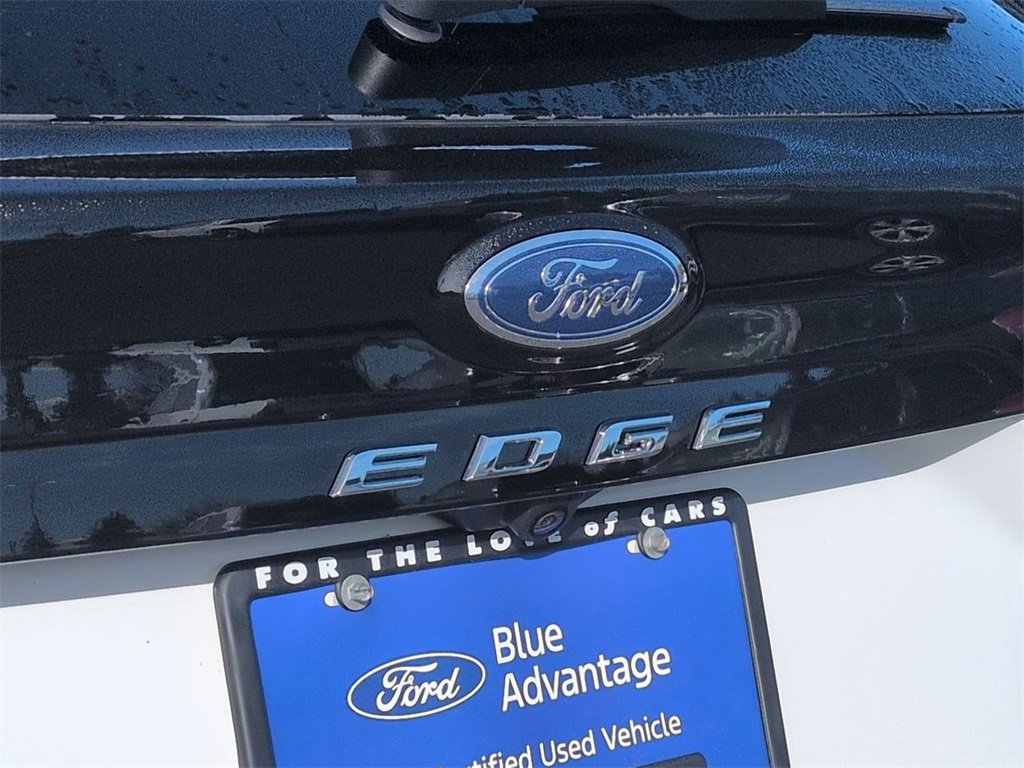 Ford
EDGE
FOR THE LOVE of CARS
Ford
Blue
Advantage
Certified Used Vehicle